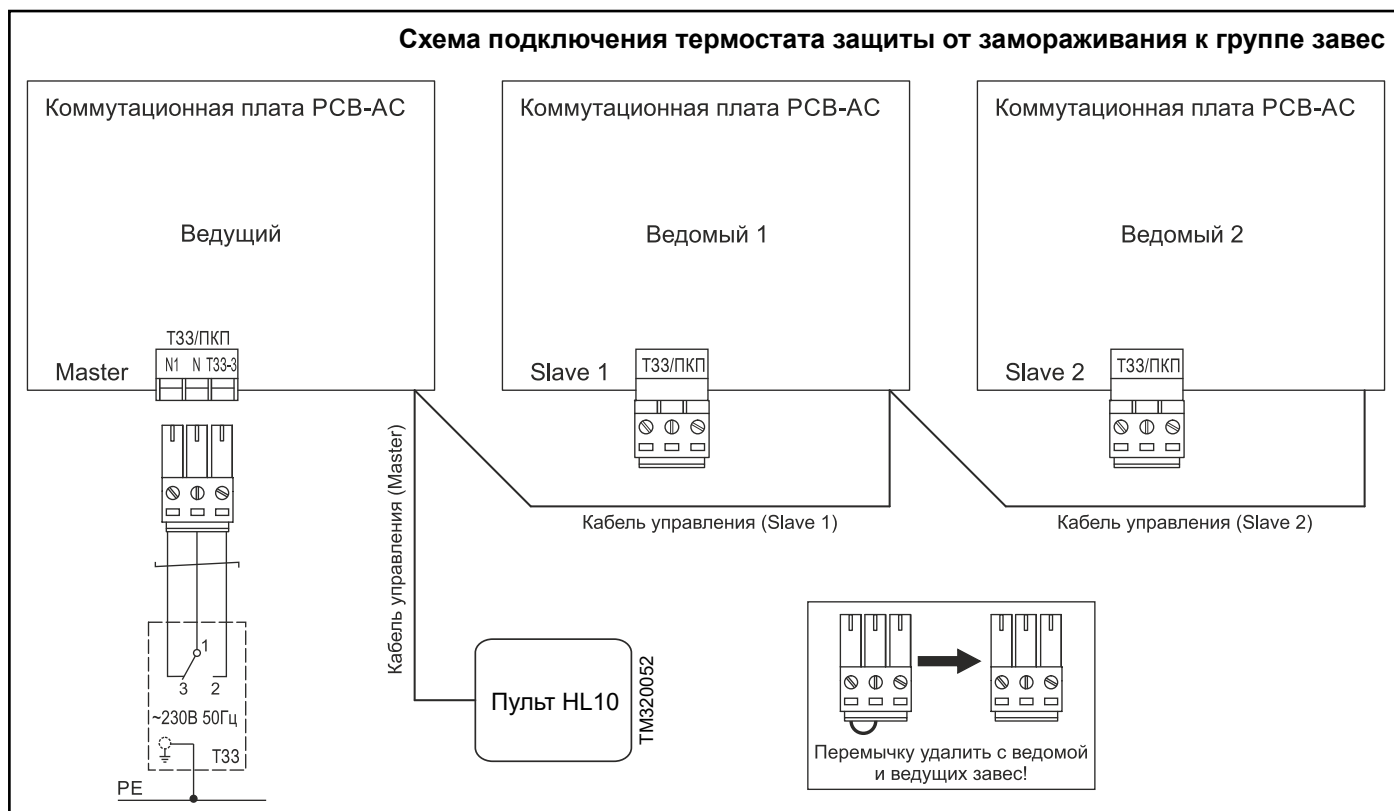 Схема подключения термостата защиты от замораживания к группе завес
Коммутационная плата PCB-AC
Ведущий
ТЗЗ/ПКП
N1 N ТЗЗ-3
Master
Коммутационная плата PCB-AC
Ведомый 1
Slave 1
ТЗЗ/ПКП
Коммутационная плата PCB-AC
Ведомый 2
Slave 2
ТЗЗ/ПКП
Кабель управления (Master)
Кабель управления (Slave 1)
Кабель управления (Slave 2)
1
3 2
~230В 50Гц
ТЗЗ
PE
Пульт HL10
TM320052
Перемычку удалить с ведомой
и ведущих завес!